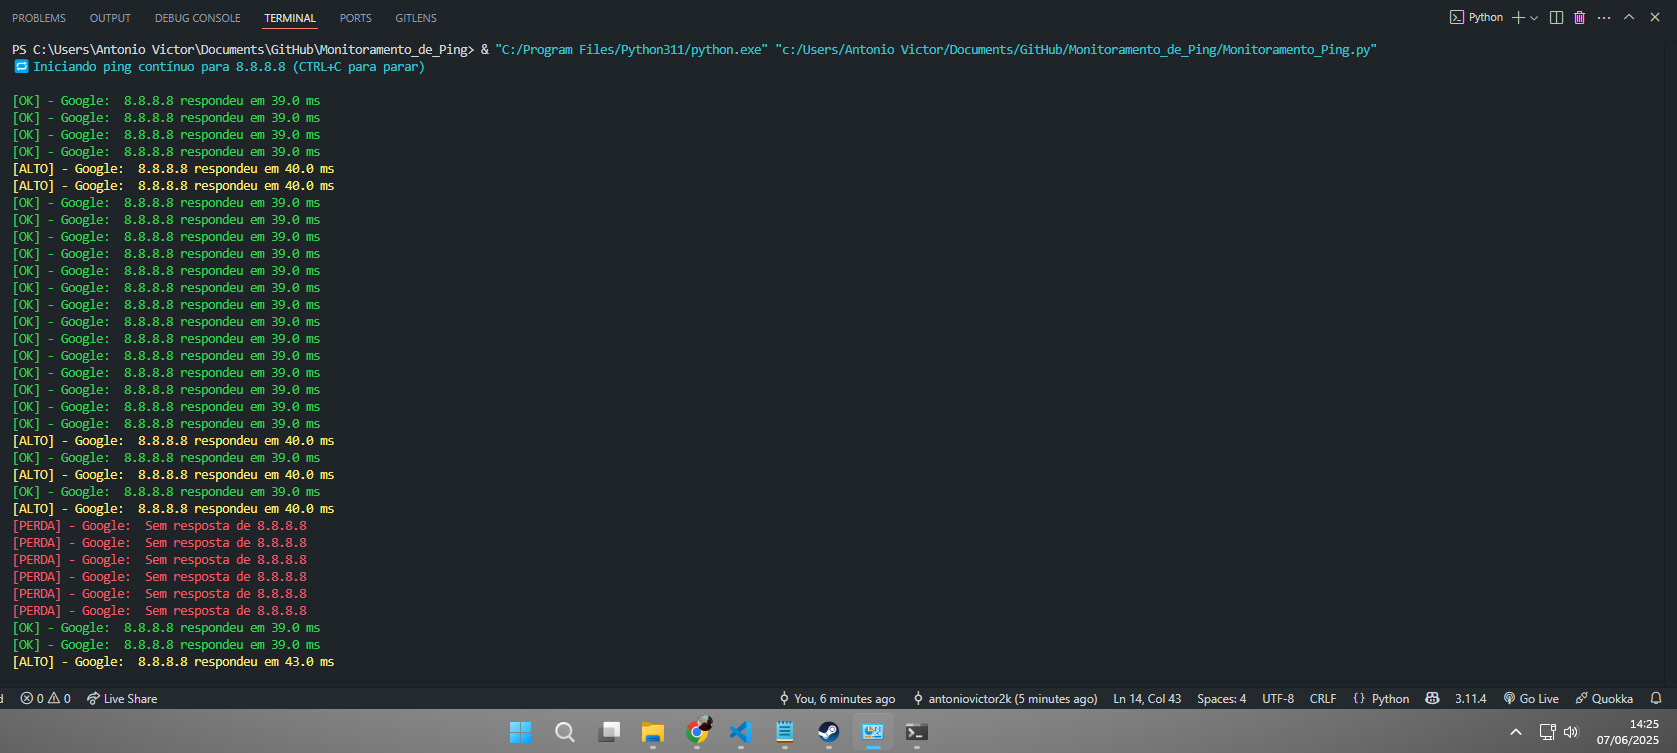 PROBLEMS OUTPUT DEBUG CONSOLE TERMINAL PORTS GITLENS Python
PS C:\Users\Antonio Victor\Documents\GitHub\Monitoramento_de_Ping> & "C:/Program Files/Python311/python.exe" "c:/Users/Antonio Victor/Documents/GitHub/Monitoramento_de_Ping/Monitoramento_Ping.py"
Iniciando ping contínuo para 8.8.8.8 (CTRL+C para parar)
[OK] - Google:  8.8.8.8 respondeu em 39.0 ms
[OK] - Google:  8.8.8.8 respondeu em 39.0 ms
[OK] - Google:  8.8.8.8 respondeu em 39.0 ms
[OK] - Google:  8.8.8.8 respondeu em 39.0 ms
[ALTO] - Google:  8.8.8.8 respondeu em 40.0 ms
[ALTO] - Google:  8.8.8.8 respondeu em 40.0 ms
[OK] - Google:  8.8.8.8 respondeu em 39.0 ms
[OK] - Google:  8.8.8.8 respondeu em 39.0 ms
[OK] - Google:  8.8.8.8 respondeu em 39.0 ms
[OK] - Google:  8.8.8.8 respondeu em 39.0 ms
[OK] - Google:  8.8.8.8 respondeu em 39.0 ms
[OK] - Google:  8.8.8.8 respondeu em 39.0 ms
[OK] - Google:  8.8.8.8 respondeu em 39.0 ms
[OK] - Google:  8.8.8.8 respondeu em 39.0 ms
[OK] - Google:  8.8.8.8 respondeu em 39.0 ms
[OK] - Google:  8.8.8.8 respondeu em 39.0 ms
[OK] - Google:  8.8.8.8 respondeu em 39.0 ms
[OK] - Google:  8.8.8.8 respondeu em 39.0 ms
[OK] - Google:  8.8.8.8 respondeu em 39.0 ms
[OK] - Google:  8.8.8.8 respondeu em 39.0 ms
[ALTO] - Google:  8.8.8.8 respondeu em 40.0 ms
[OK] - Google:  8.8.8.8 respondeu em 39.0 ms
[ALTO] - Google:  8.8.8.8 respondeu em 40.0 ms
[OK] - Google:  8.8.8.8 respondeu em 39.0 ms
[ALTO] - Google:  8.8.8.8 respondeu em 40.0 ms
[PERDA] - Google:  Sem resposta de 8.8.8.8
[PERDA] - Google:  Sem resposta de 8.8.8.8
[PERDA] - Google:  Sem resposta de 8.8.8.8
[PERDA] - Google:  Sem resposta de 8.8.8.8
[PERDA] - Google:  Sem resposta de 8.8.8.8
[PERDA] - Google:  Sem resposta de 8.8.8.8
[OK] - Google:  8.8.8.8 respondeu em 39.0 ms
[OK] - Google:  8.8.8.8 respondeu em 39.0 ms
[ALTO] - Google:  8.8.8.8 respondeu em 43.0 ms
0 0 Live Share You, 6 minutes ago antoniovictor2k (5 minutes ago) Ln 14, Col 43 Spaces: 4 UTF-8 CRLF {} Python 3.11.4 Go Live Quokka
14:25
07/06/2025